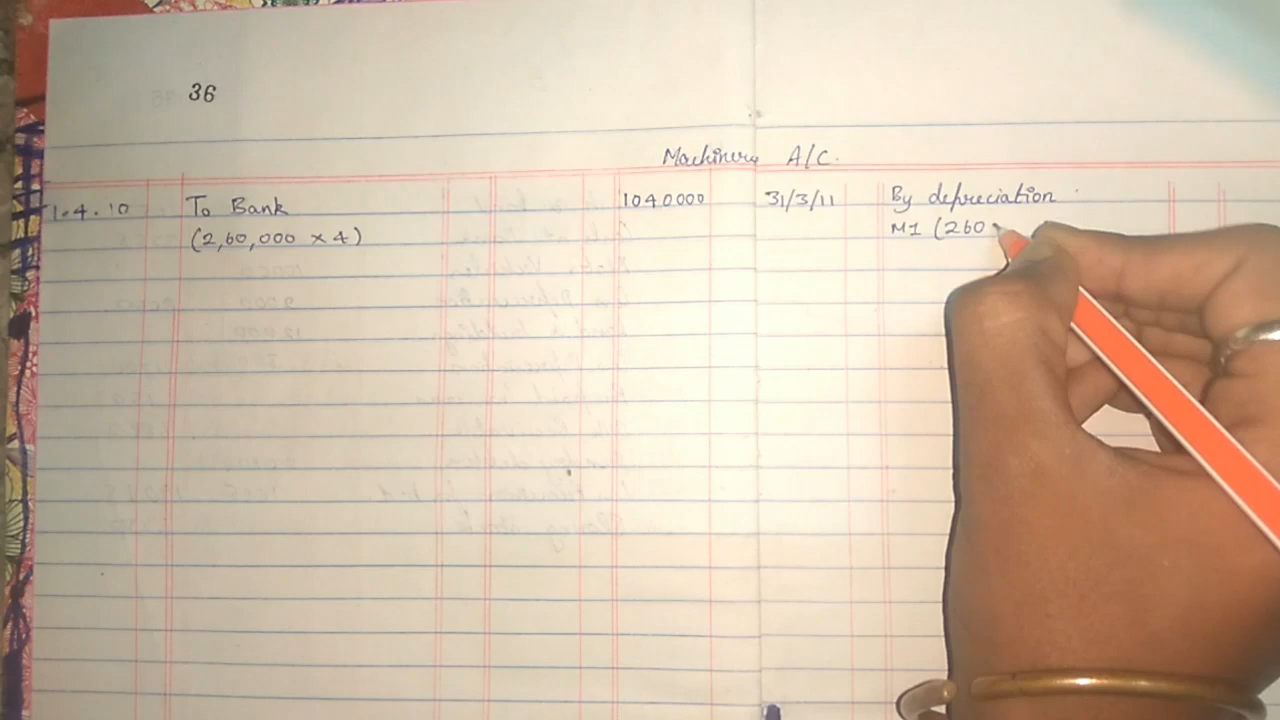 36
Machinery A/C.
1.4.10 To Bank 1040000 31/3/11 By depreciation
(2,60,000 x 4) M1 (260